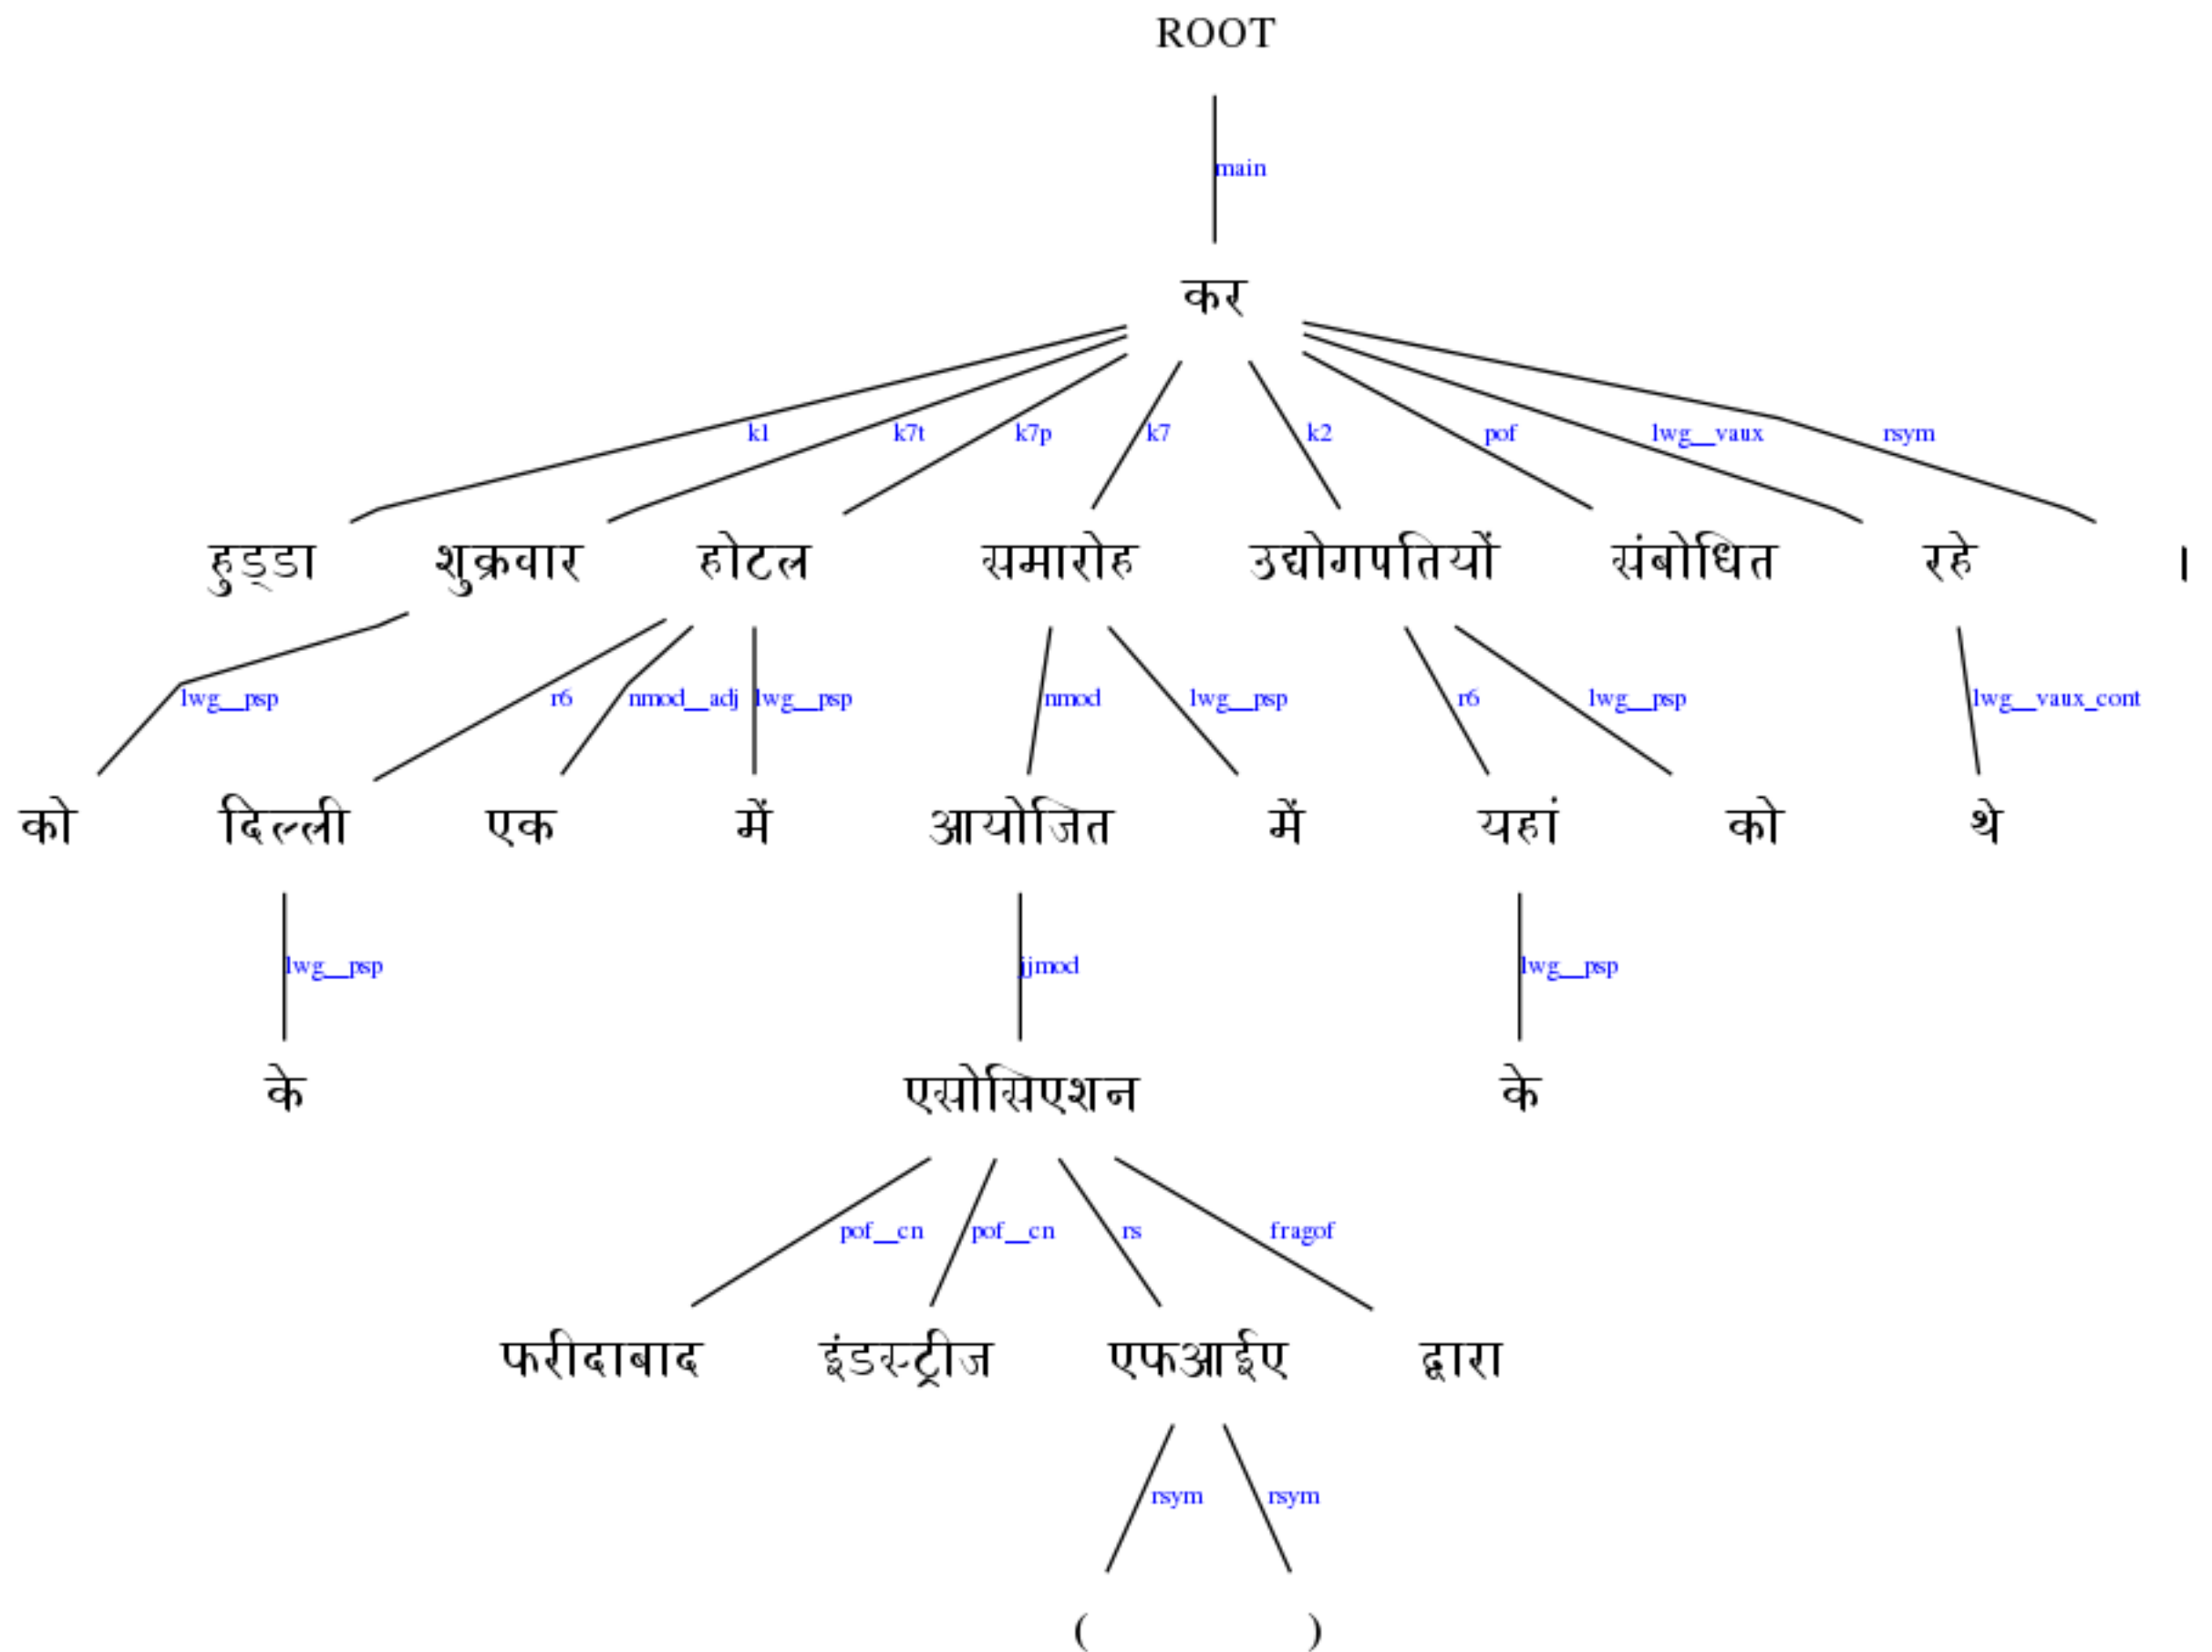 ROOT
main
कर
k1 k7t k7p k7 k2 pof lwg__vaux rsym
हुड्डा शुक्रवार होटल समारोह उद्योगपतियों संबोधित रहे ।
lwg__psp r6 nmod__adj lwg__psp nmod lwg__psp r6 lwg__psp lwg__vaux_cont
को दिल्ली एक में आयोजित में यहां को थे
lwg__psp jjmod lwg__psp
के एसोसिएशन के
pof__cn pof__cn rs fragof
फरीदाबाद इंडस्ट्रीज एफआईए द्वारा
rsym rsym
( )